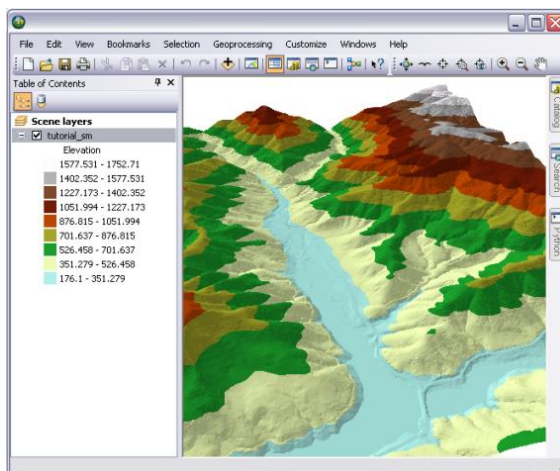 File Edit View Bookmarks Selection Geoprocessing Customize Windows Help
Table of Contents
Scene layers
tutorial_sm
Elevation
1577.531 - 1752.71
1402.352 - 1577.531
1227.173 - 1402.352
1051.994 - 1227.173
876.815 - 1051.994
701.637 - 876.815
526.458 - 701.637
351.279 - 526.458
176.1 - 351.279
Catalog
Search
Python